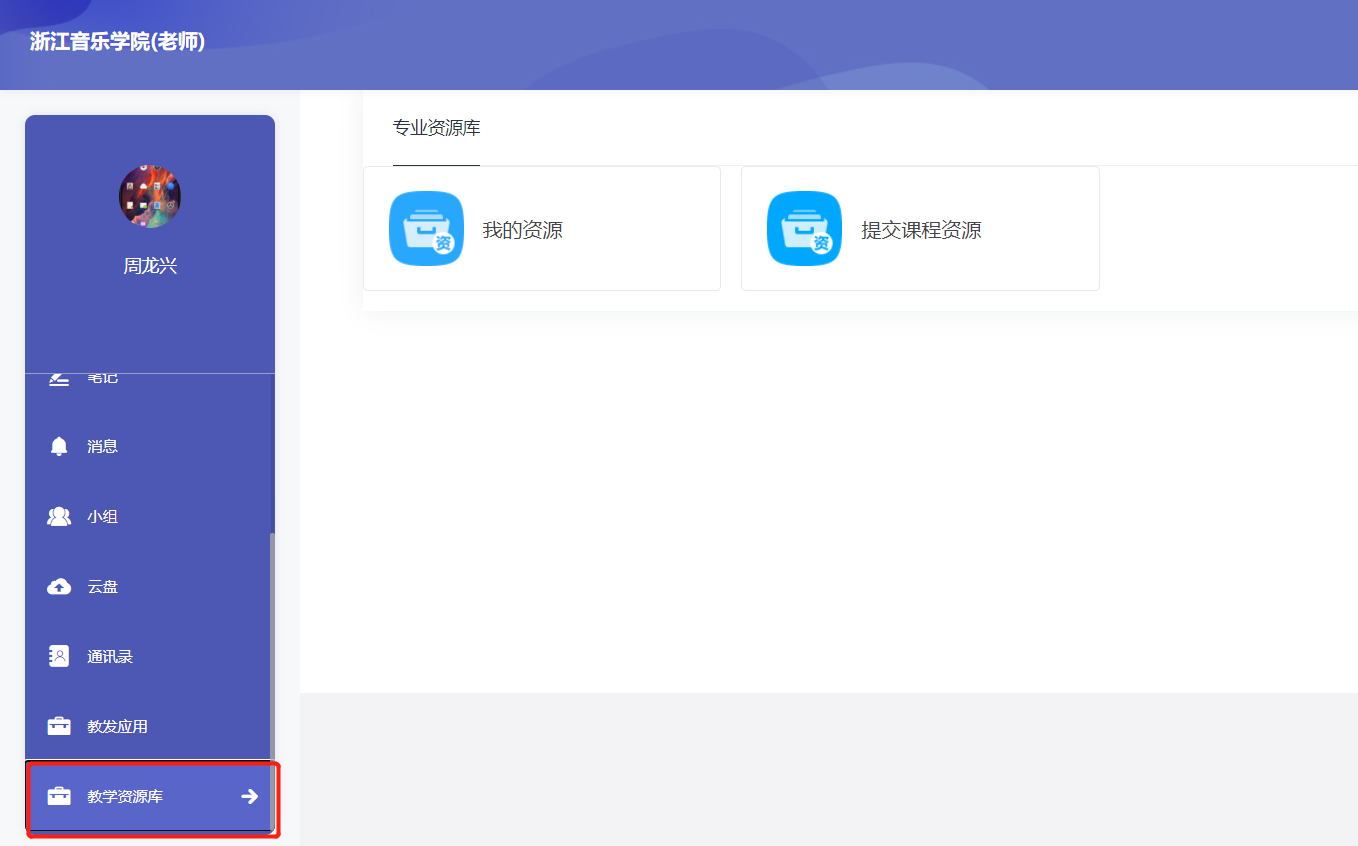 浙江音乐学院(老师)
专业资源库
我的资源
提交课程资源
周龙兴
笔记
消息
小组
云盘
通讯录
教发应用
教学资源库